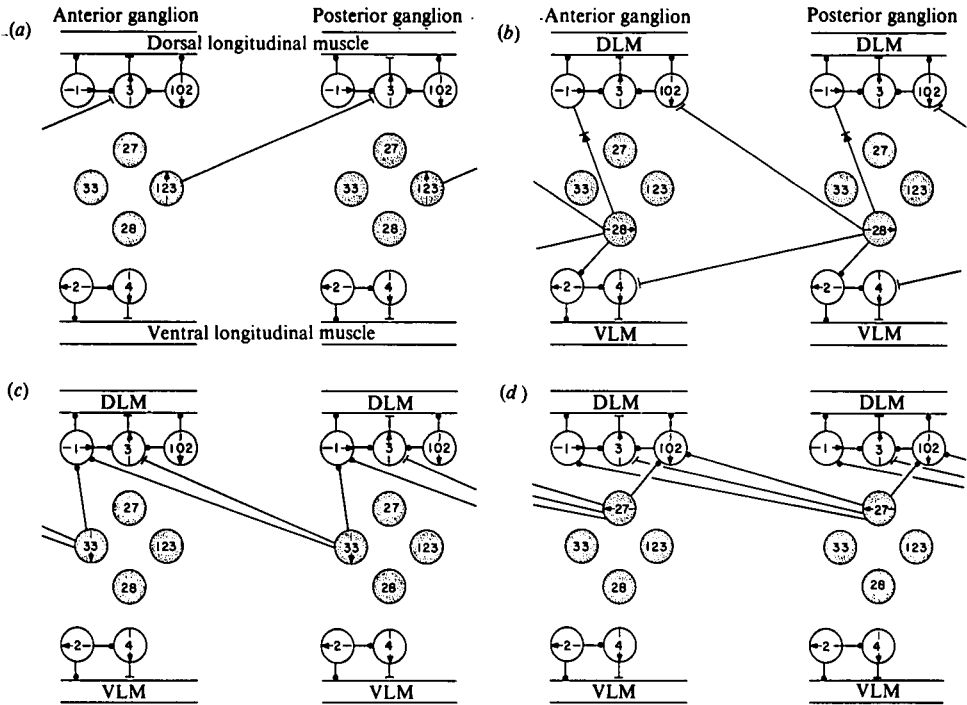 (a)
Anterior ganglion
Posterior ganglion
Dorsal longitudinal muscle
1 3 102
1 3 102
27
27
33 123
33 123
28
28
2 4
2 4
Ventral longitudinal muscle
(b)
Anterior ganglion
Posterior ganglion
DLM
DLM
1 3 102
1 3 102
27
27
33 123
33 123
28
28
2 4
2 4
VLM
VLM
(c)
DLM
DLM
1 3 102
1 3 102
27
27
33 123
33 123
28
28
2 4
2 4
VLM
VLM
(d)
DLM
DLM
1 3 102
1 3 102
27
27
33 123
33 123
28
28
2 4
2 4
VLM
VLM